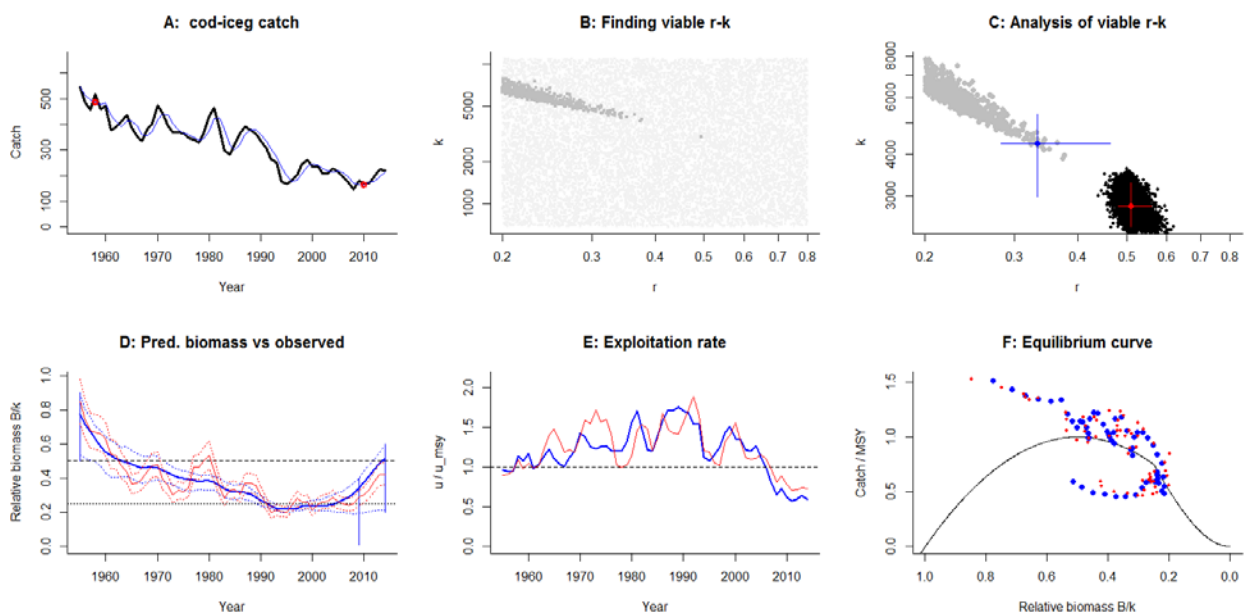 A: cod-iceg catch
Catch
0 100 300 500
1960 1970 1980 1990 2000 2010
Year
B: Finding viable r-k
k
1000 3000 5000
0.2 0.3 0.4 0.5 0.6 0.7 0.8
r
C: Analysis of viable r-k
k
3000 4000 6000 8000
0.2 0.3 0.4 0.5 0.6 0.7 0.8
r
D: Pred. biomass vs observed
Relative biomass B/k
0.0 0.2 0.4 0.6 0.8 1.0
1960 1970 1980 1990 2000 2010
Year
E: Exploitation rate
u / u_msy
0.0 0.5 1.0 1.5 2.0
1960 1970 1980 1990 2000 2010
Year
F: Equilibrium curve
Catch / MSY
0.0 0.5 1.0 1.5
1.0 0.8 0.6 0.4 0.2 0.0
Relative biomass B/k